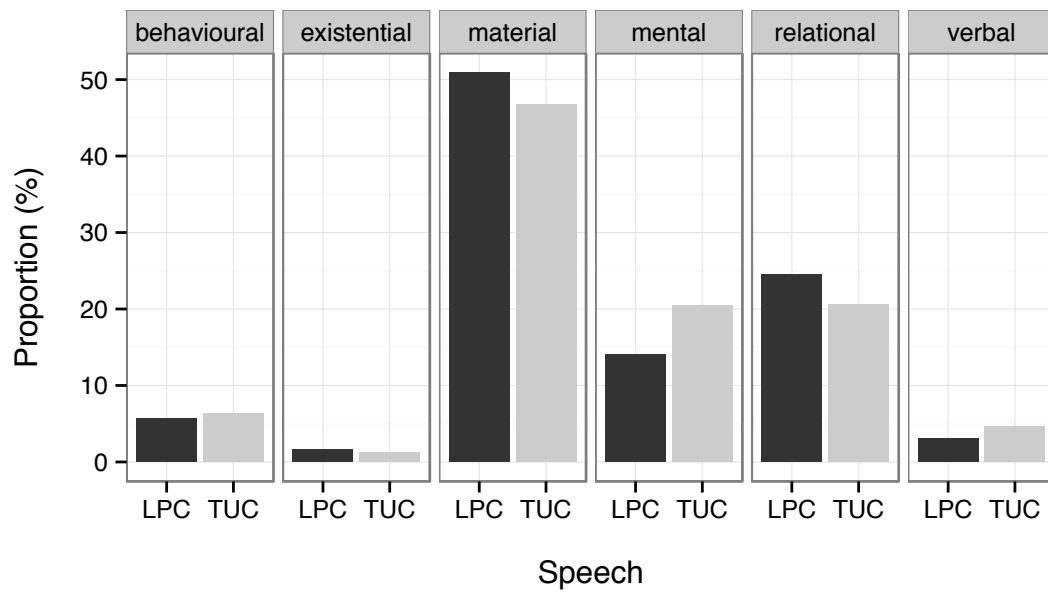 behavioural existential material mental relational verbal
50
40
30
20
10
0
Proportion (%)
LPC TUC LPC TUC LPC TUC LPC TUC LPC TUC LPC TUC
Speech